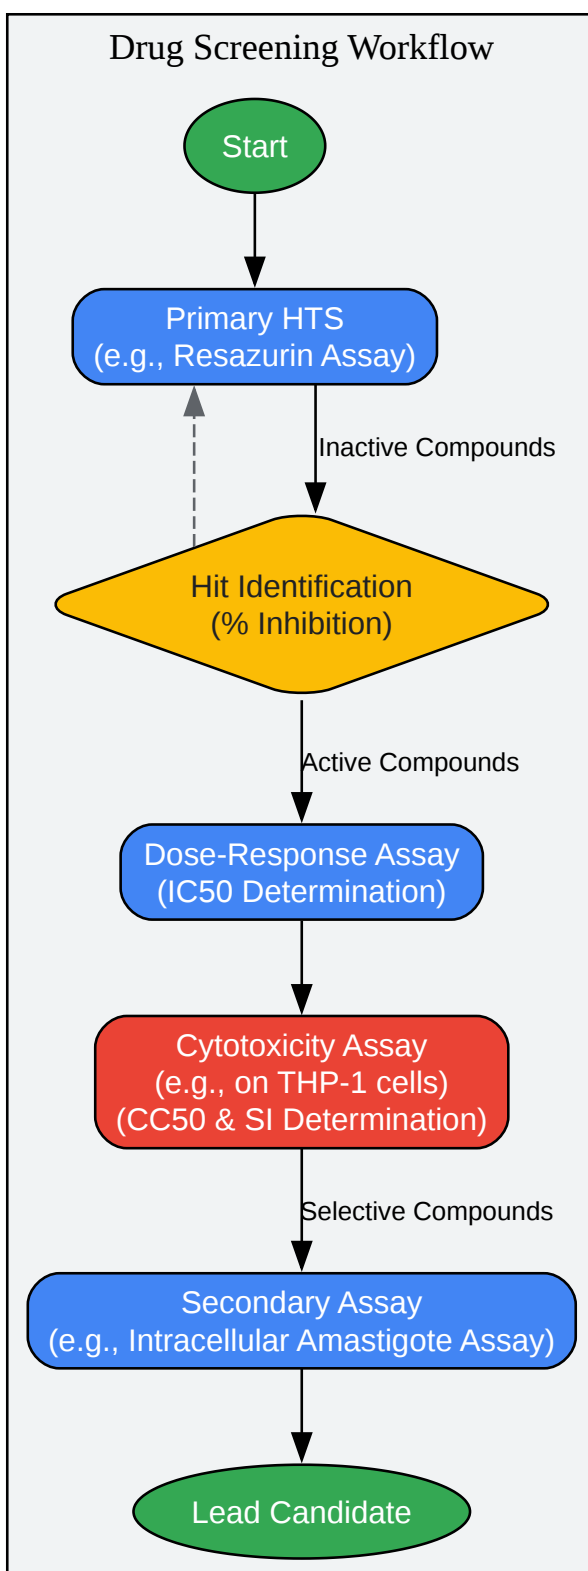 Drug Screening Workflow
Start
Primary HTS
(e.g., Resazurin Assay)
Inactive Compounds
Hit Identification
(% Inhibition)
Active Compounds
Dose-Response Assay
(IC50 Determination)
Cytotoxicity Assay
(e.g., on THP-1 cells)
(CC50 & SI Determination)
Selective Compounds
Secondary Assay
(e.g., Intracellular Amastigote Assay)
Lead Candidate